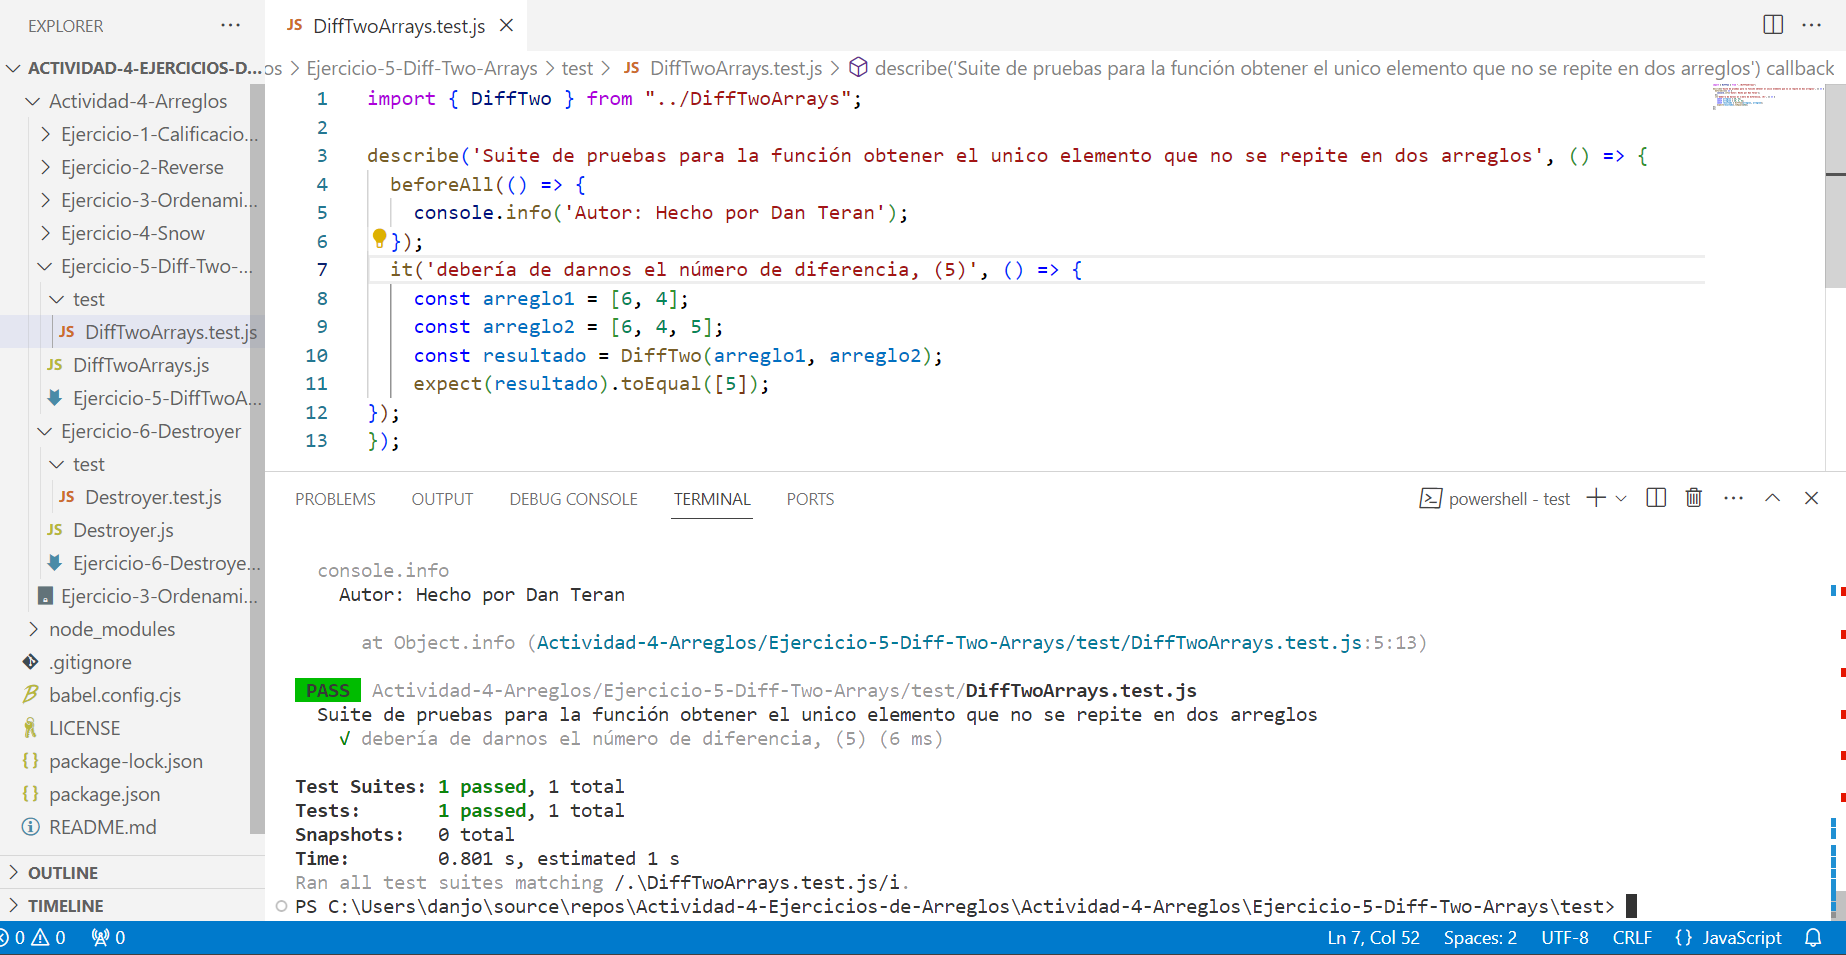 EXPLORER
ACTIVIDAD-4-EJERCICIOS-D...
Actividad-4-Arreglos
Ejercicio-1-Calificacio...
Ejercicio-2-Reverse
Ejercicio-3-Ordenami...
Ejercicio-4-Snow
Ejercicio-5-Diff-Two-...
test
JS DiffTwoArrays.test.js
JS DiffTwoArrays.js
Ejercicio-5-DiffTwoA...
Ejercicio-6-Destroyer
test
JS Destroyer.test.js
JS Destroyer.js
Ejercicio-6-Destroye...
Ejercicio-3-Ordenami...
node_modules
.gitignore
babel.config.cjs
LICENSE
{} package-lock.json
{} package.json
README.md
OUTLINE
TIMELINE
JS DiffTwoArrays.test.js
os > Ejercicio-5-Diff-Two-Arrays > test > JS DiffTwoArrays.test.js > describe('Suite de pruebas para la función obtener el unico elemento que no se repite en dos arreglos') callback
1 import { DiffTwo } from "../DiffTwoArrays";
2
3 describe('Suite de pruebas para la función obtener el unico elemento que no se repite en dos arreglos', () => {
4 beforeAll(() => {
5 console.info('Autor: Hecho por Dan Teran');
6 });
7 it('debería de darnos el número de diferencia, (5)', () => {
8 const arreglo1 = [6, 4];
9 const arreglo2 = [6, 4, 5];
10 const resultado = DiffTwo(arreglo1, arreglo2);
11 expect(resultado).toEqual([5]);
12 });
13 });
PROBLEMS OUTPUT DEBUG CONSOLE TERMINAL PORTS
powershell - test
console.info
Autor: Hecho por Dan Teran
at Object.info (Actividad-4-Arreglos/Ejercicio-5-Diff-Two-Arrays/test/DiffTwoArrays.test.js:5:13)
PASS Actividad-4-Arreglos/Ejercicio-5-Diff-Two-Arrays/test/DiffTwoArrays.test.js
Suite de pruebas para la función obtener el unico elemento que no se repite en dos arreglos
√ debería de darnos el número de diferencia, (5) (6 ms)
Test Suites: 1 passed, 1 total
Tests: 1 passed, 1 total
Snapshots: 0 total
Time: 0.801 s, estimated 1 s
Ran all test suites matching /.\DiffTwoArrays.test.js/i.
PS C:\Users\danjo\source\repos\Actividad-4-Ejercicios-de-Arreglos\Actividad-4-Arreglos\Ejercicio-5-Diff-Two-Arrays\test>
0 0 0
Ln 7, Col 52 Spaces: 2 UTF-8 CRLF {} JavaScript